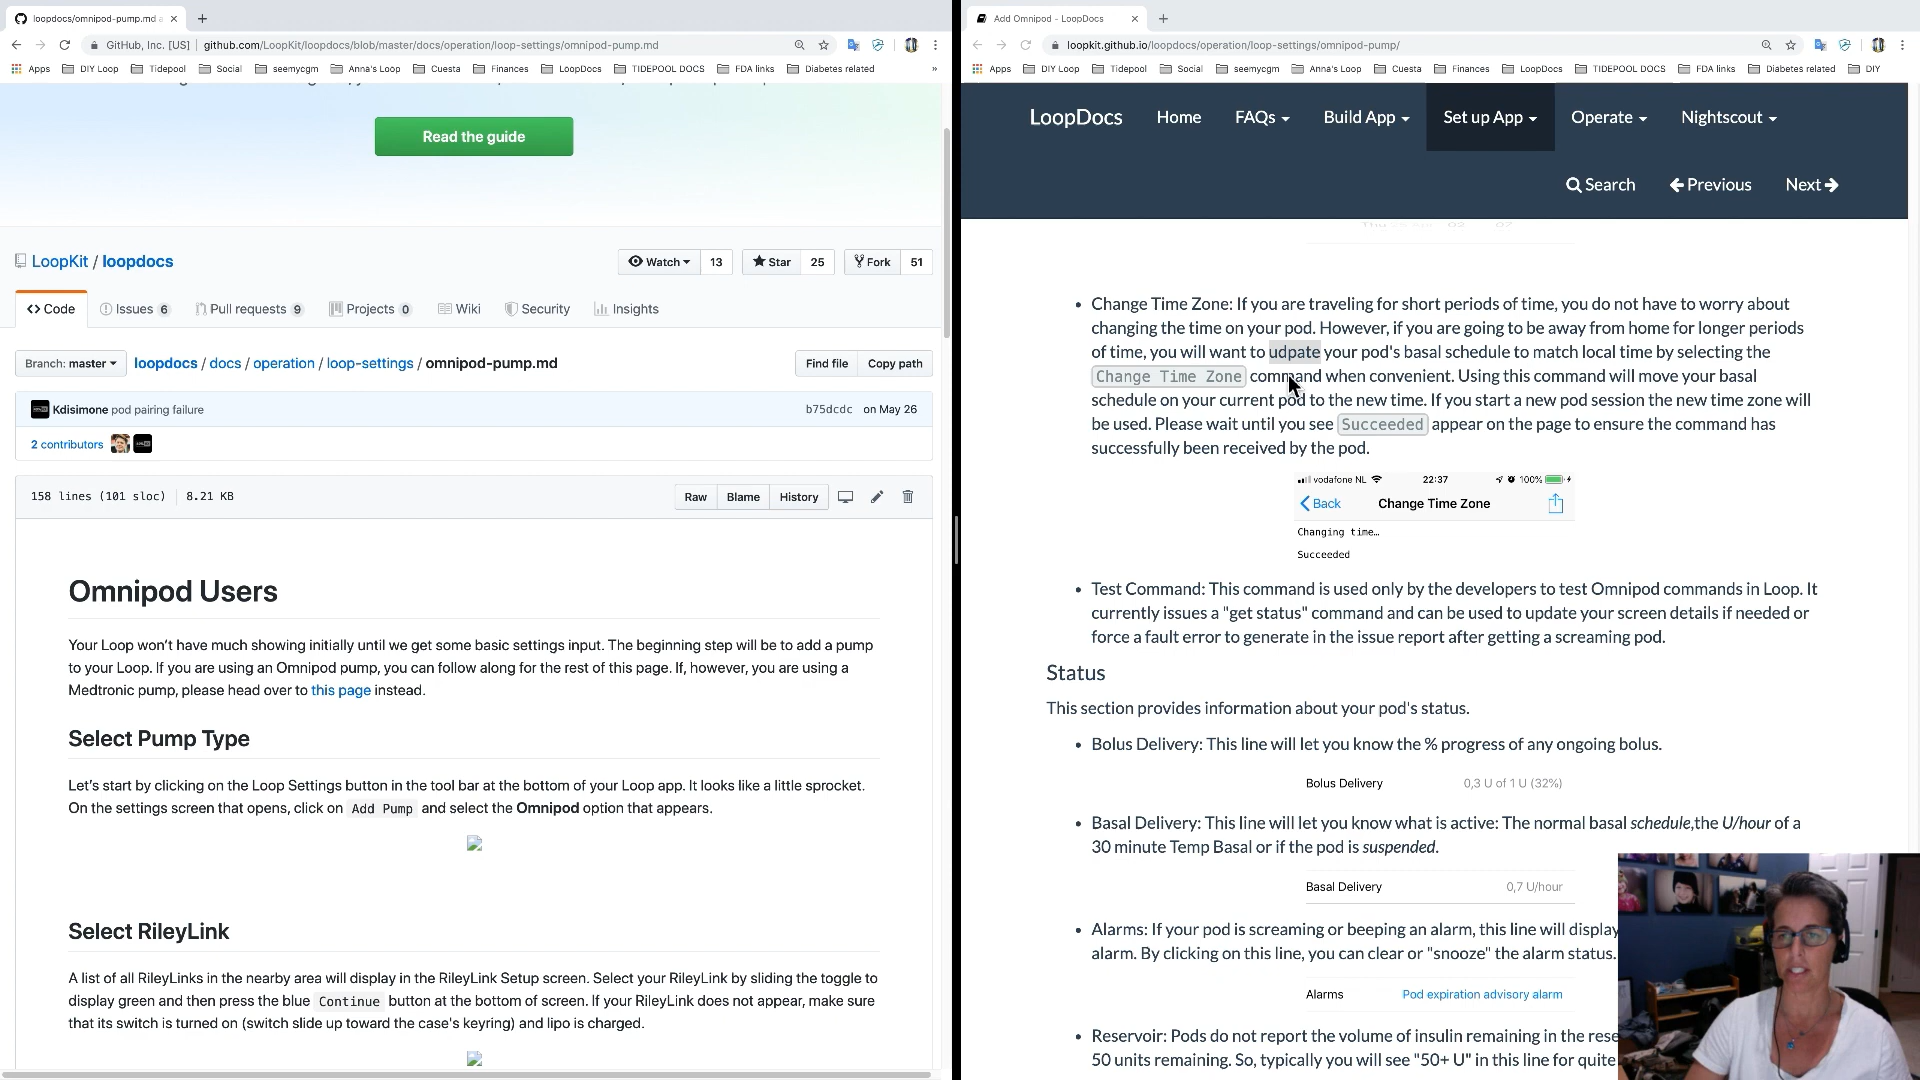 loopdocs/omnipod-pump.md a
GitHub, Inc. [US]
github.com/LoopKit/loopdocs/blob/master/docs/operation/loop-settings/omnipod-pump.md
Apps DIY Loop Tidepool Social seemycgm Anna's Loop Cuesta Finances LoopDocs TIDEPOOL DOCS FDA links Diabetes related »
Read the guide
LoopKit / loopdocs
Watch 13 Star 25 Fork 51
Code Issues 6 Pull requests 9 Projects 0 Wiki Security Insights
Branch: master loopdocs / docs / operation / loop-settings / omnipod-pump.md Find file Copy path
Kdisimone pod pairing failure b75dcdc on May 26
2 contributors
158 lines (101 sloc) 8.21 KB Raw Blame History
Omnipod Users
Your Loop won't have much showing initially until we get some basic settings input. The beginning step will be to add a pump
to your Loop. If you are using an Omnipod pump, you can follow along for the rest of this page. If, however, you are using a
Medtronic pump, please head over to this page instead.
Select Pump Type
Let's start by clicking on the Loop Settings button in the tool bar at the bottom of your Loop app. It looks like a little sprocket.
On the settings screen that opens, click on Add Pump and select the Omnipod option that appears.
Select RileyLink
A list of all RileyLinks in the nearby area will display in the RileyLink Setup screen. Select your RileyLink by sliding the toggle to
display green and then press the blue Continue button at the bottom of screen. If your RileyLink does not appear, make sure
that its switch is turned on (switch slide up toward the case's keyring) and lipo is charged.
Add Omnipod - LoopDocs
loopkit.github.io/loopdocs/operation/loop-settings/omnipod-pump/
Apps DIY Loop Tidepool Social seemycgm Anna's Loop Cuesta Finances LoopDocs TIDEPOOL DOCS FDA links Diabetes related DIY
LoopDocs Home FAQs Build App Set up App Operate Nightscout
Search Previous Next
• Change Time Zone: If you are traveling for short periods of time, you do not have to worry about
changing the time on your pod. However, if you are going to be away from home for longer periods
of time, you will want to udpate your pod's basal schedule to match local time by selecting the
Change Time Zone command when convenient. Using this command will move your basal
schedule on your current pod to the new time. If you start a new pod session the new time zone will
be used. Please wait until you see Succeeded appear on the page to ensure the command has
successfully been received by the pod.
vodafone NL 22:37 100%
Back Change Time Zone
Changing time…
Succeeded
• Test Command: This command is used only by the developers to test Omnipod commands in Loop. It
currently issues a "get status" command and can be used to update your screen details if needed or
force a fault error to generate in the issue report after getting a screaming pod.
Status
This section provides information about your pod's status.
• Bolus Delivery: This line will let you know the % progress of any ongoing bolus.
Bolus Delivery 0,3 U of 1 U (32%)
• Basal Delivery: This line will let you know what is active: The normal basal schedule,the U/hour of a
30 minute Temp Basal or if the pod is suspended.
Basal Delivery 0,7 U/hour
• Alarms: If your pod is screaming or beeping an alarm, this line will display
alarm. By clicking on this line, you can clear or "snooze" the alarm status.
Alarms Pod expiration advisory alarm
• Reservoir: Pods do not report the volume of insulin remaining in the rese
50 units remaining. So, typically you will see "50+ U" in this line for quite